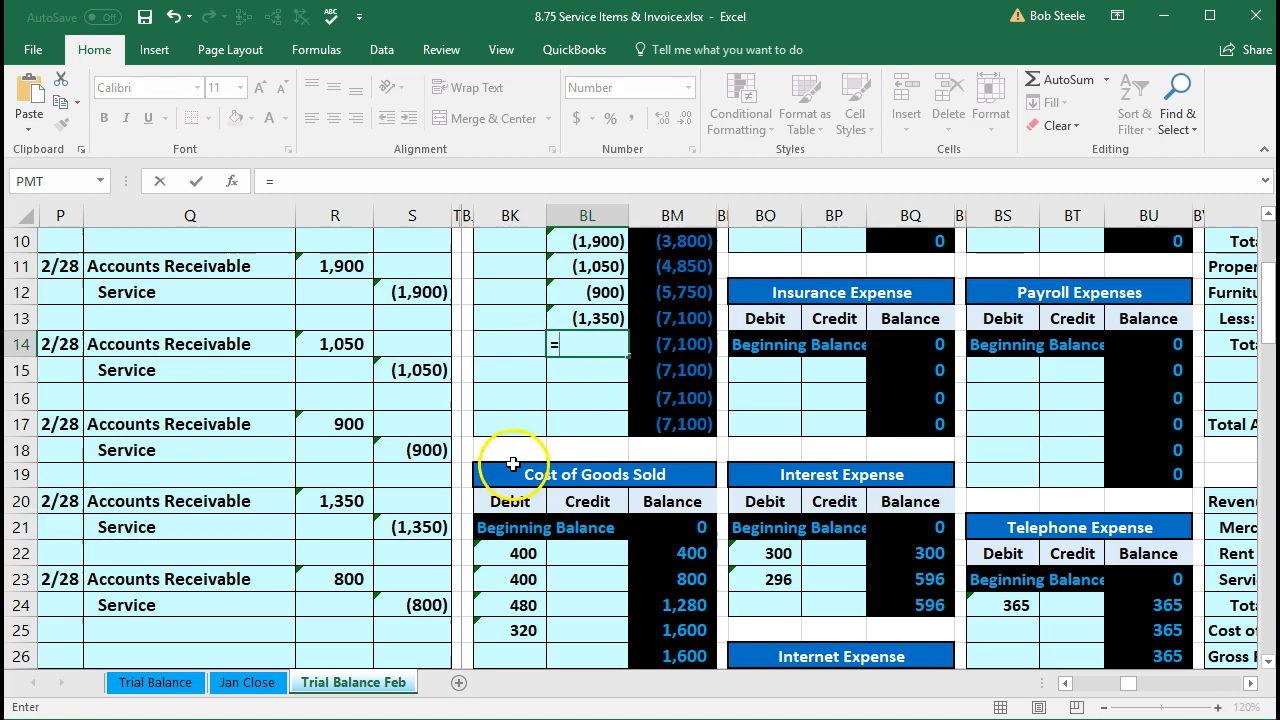 AutoSave Off 8.75 Service Items & Invoice.xlsx - Excel Bob Steele
File Home Insert Page Layout Formulas Data Review View QuickBooks Tell me what you want to do Share
Paste Calibri 11 Wrap Text Number Conditional Formatting Format as Table Cell Styles Insert Delete Format AutoSum Sort & Filter Find & Select
B I U Merge & Center $ % , Fill
Clear
Clipboard Font Alignment Number Styles Cells Editing
PMT =
P Q R S T BK BL BM BO BP BQ BS BT BU
10 (1,900) (3,800) 0 0
11 2/28 Accounts Receivable 1,900 (1,050) (4,850) Proper
12 Service (1,900) (900) (5,750) Insurance Expense Payroll Expenses Furnitu
13 (1,350) (7,100) Debit Credit Balance Debit Credit Balance Less:
14 2/28 Accounts Receivable 1,050 = (7,100) Beginning Balance 0 Beginning Balance 0
15 Service (1,050) (7,100) 0 0
16 (7,100) 0 0
17 2/28 Accounts Receivable 900 (7,100) 0 0 Total A
18 Service (900) 0
19 Cost of Goods Sold Interest Expense 0
20 2/28 Accounts Receivable 1,350 Debit Credit Balance Debit Credit Balance Revenu
21 Service (1,350) Beginning Balance 0 Beginning Balance 0 Telephone Expense Merc
22 400 400 300 300 Debit Credit Balance Rent
23 2/28 Accounts Receivable 800 400 800 296 596 Beginning Balance 0 Servi
24 Service (800) 480 1,280 596 365 365
25 320 1,600 365 Cost of
26 1,600 Internet Expense 365 Gross
Trial Balance Jan Close Trial Balance Feb
Enter 120%